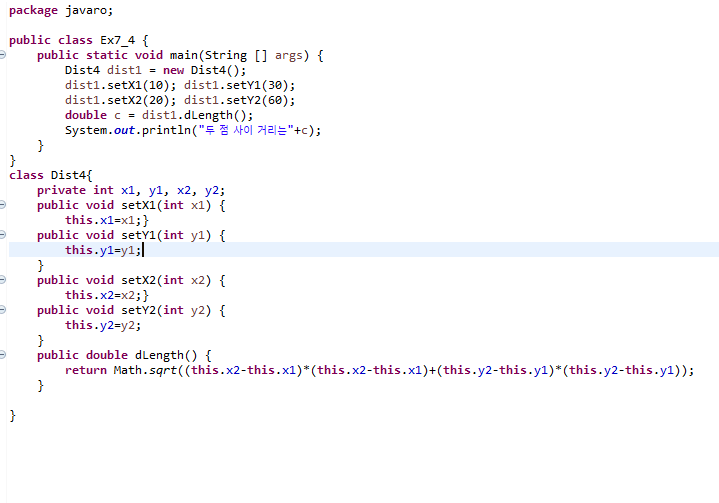 package javaro;
public class Ex7_4 {
public static void main(String [] args) {
Dist4 dist1 = new Dist4();
dist1.setX1(10); dist1.setY1(30);
dist1.setX2(20); dist1.setY2(60);
double c = dist1.dLength();
System.out.println("두 점 사이 거리는"+c);
}
}
class Dist4{
private int x1, y1, x2, y2;
public void setX1(int x1) {
this.x1=x1;}
public void setY1(int y1) {
this.y1=y1;
}
public void setX2(int x2) {
this.x2=x2;}
public void setY2(int y2) {
this.y2=y2;
}
public double dLength() {
return Math.sqrt((this.x2-this.x1)*(this.x2-this.x1)+(this.y2-this.y1)*(this.y2-this.y1));
}
}